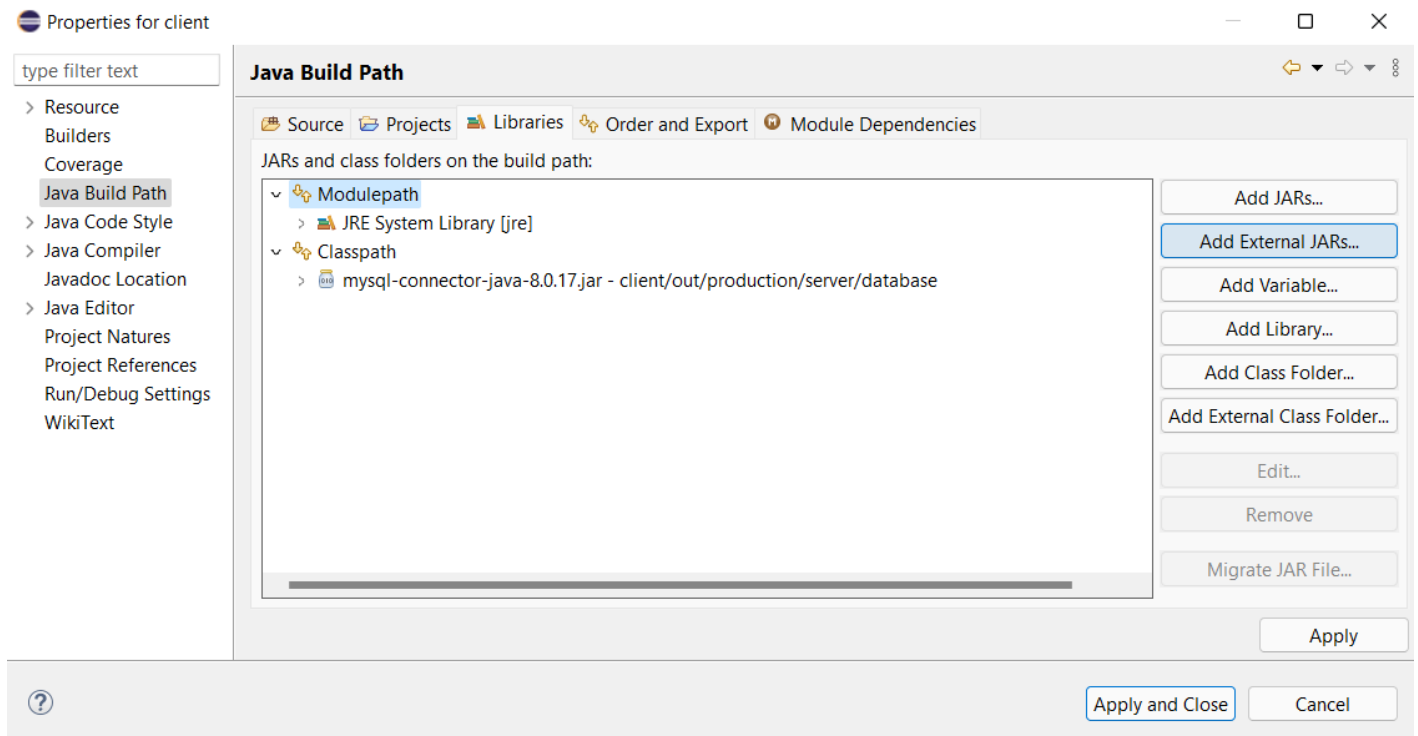 Properties for client
type filter text
Resource
Builders
Coverage
Java Build Path
Java Code Style
Java Compiler
Javadoc Location
Java Editor
Project Natures
Project References
Run/Debug Settings
WikiText
Java Build Path
Source Projects Libraries Order and Export Module Dependencies
JARs and class folders on the build path:
Modulepath
JRE System Library [jre]
Classpath
mysql-connector-java-8.0.17.jar - client/out/production/server/database
Add JARs...
Add External JARs...
Add Variable...
Add Library...
Add Class Folder...
Add External Class Folder...
Edit...
Remove
Migrate JAR File...
Apply
?
Apply and Close Cancel